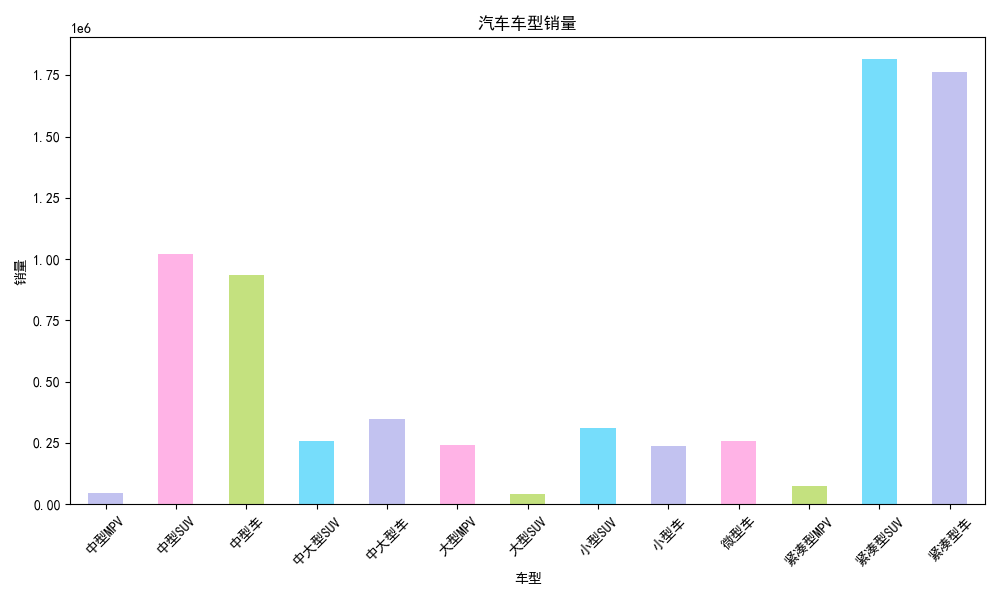 汽车车型销量
1e6
1.75
1.50
1.25
1.00
0.75
0.50
0.25
0.00
销量
中型MPV
中型SUV
中型车
中大型SUV
中大型车
大型MPV
大型SUV
小型SUV
小型车
微型车
紧凑型MPV
紧凑型SUV
紧凑型车
车型